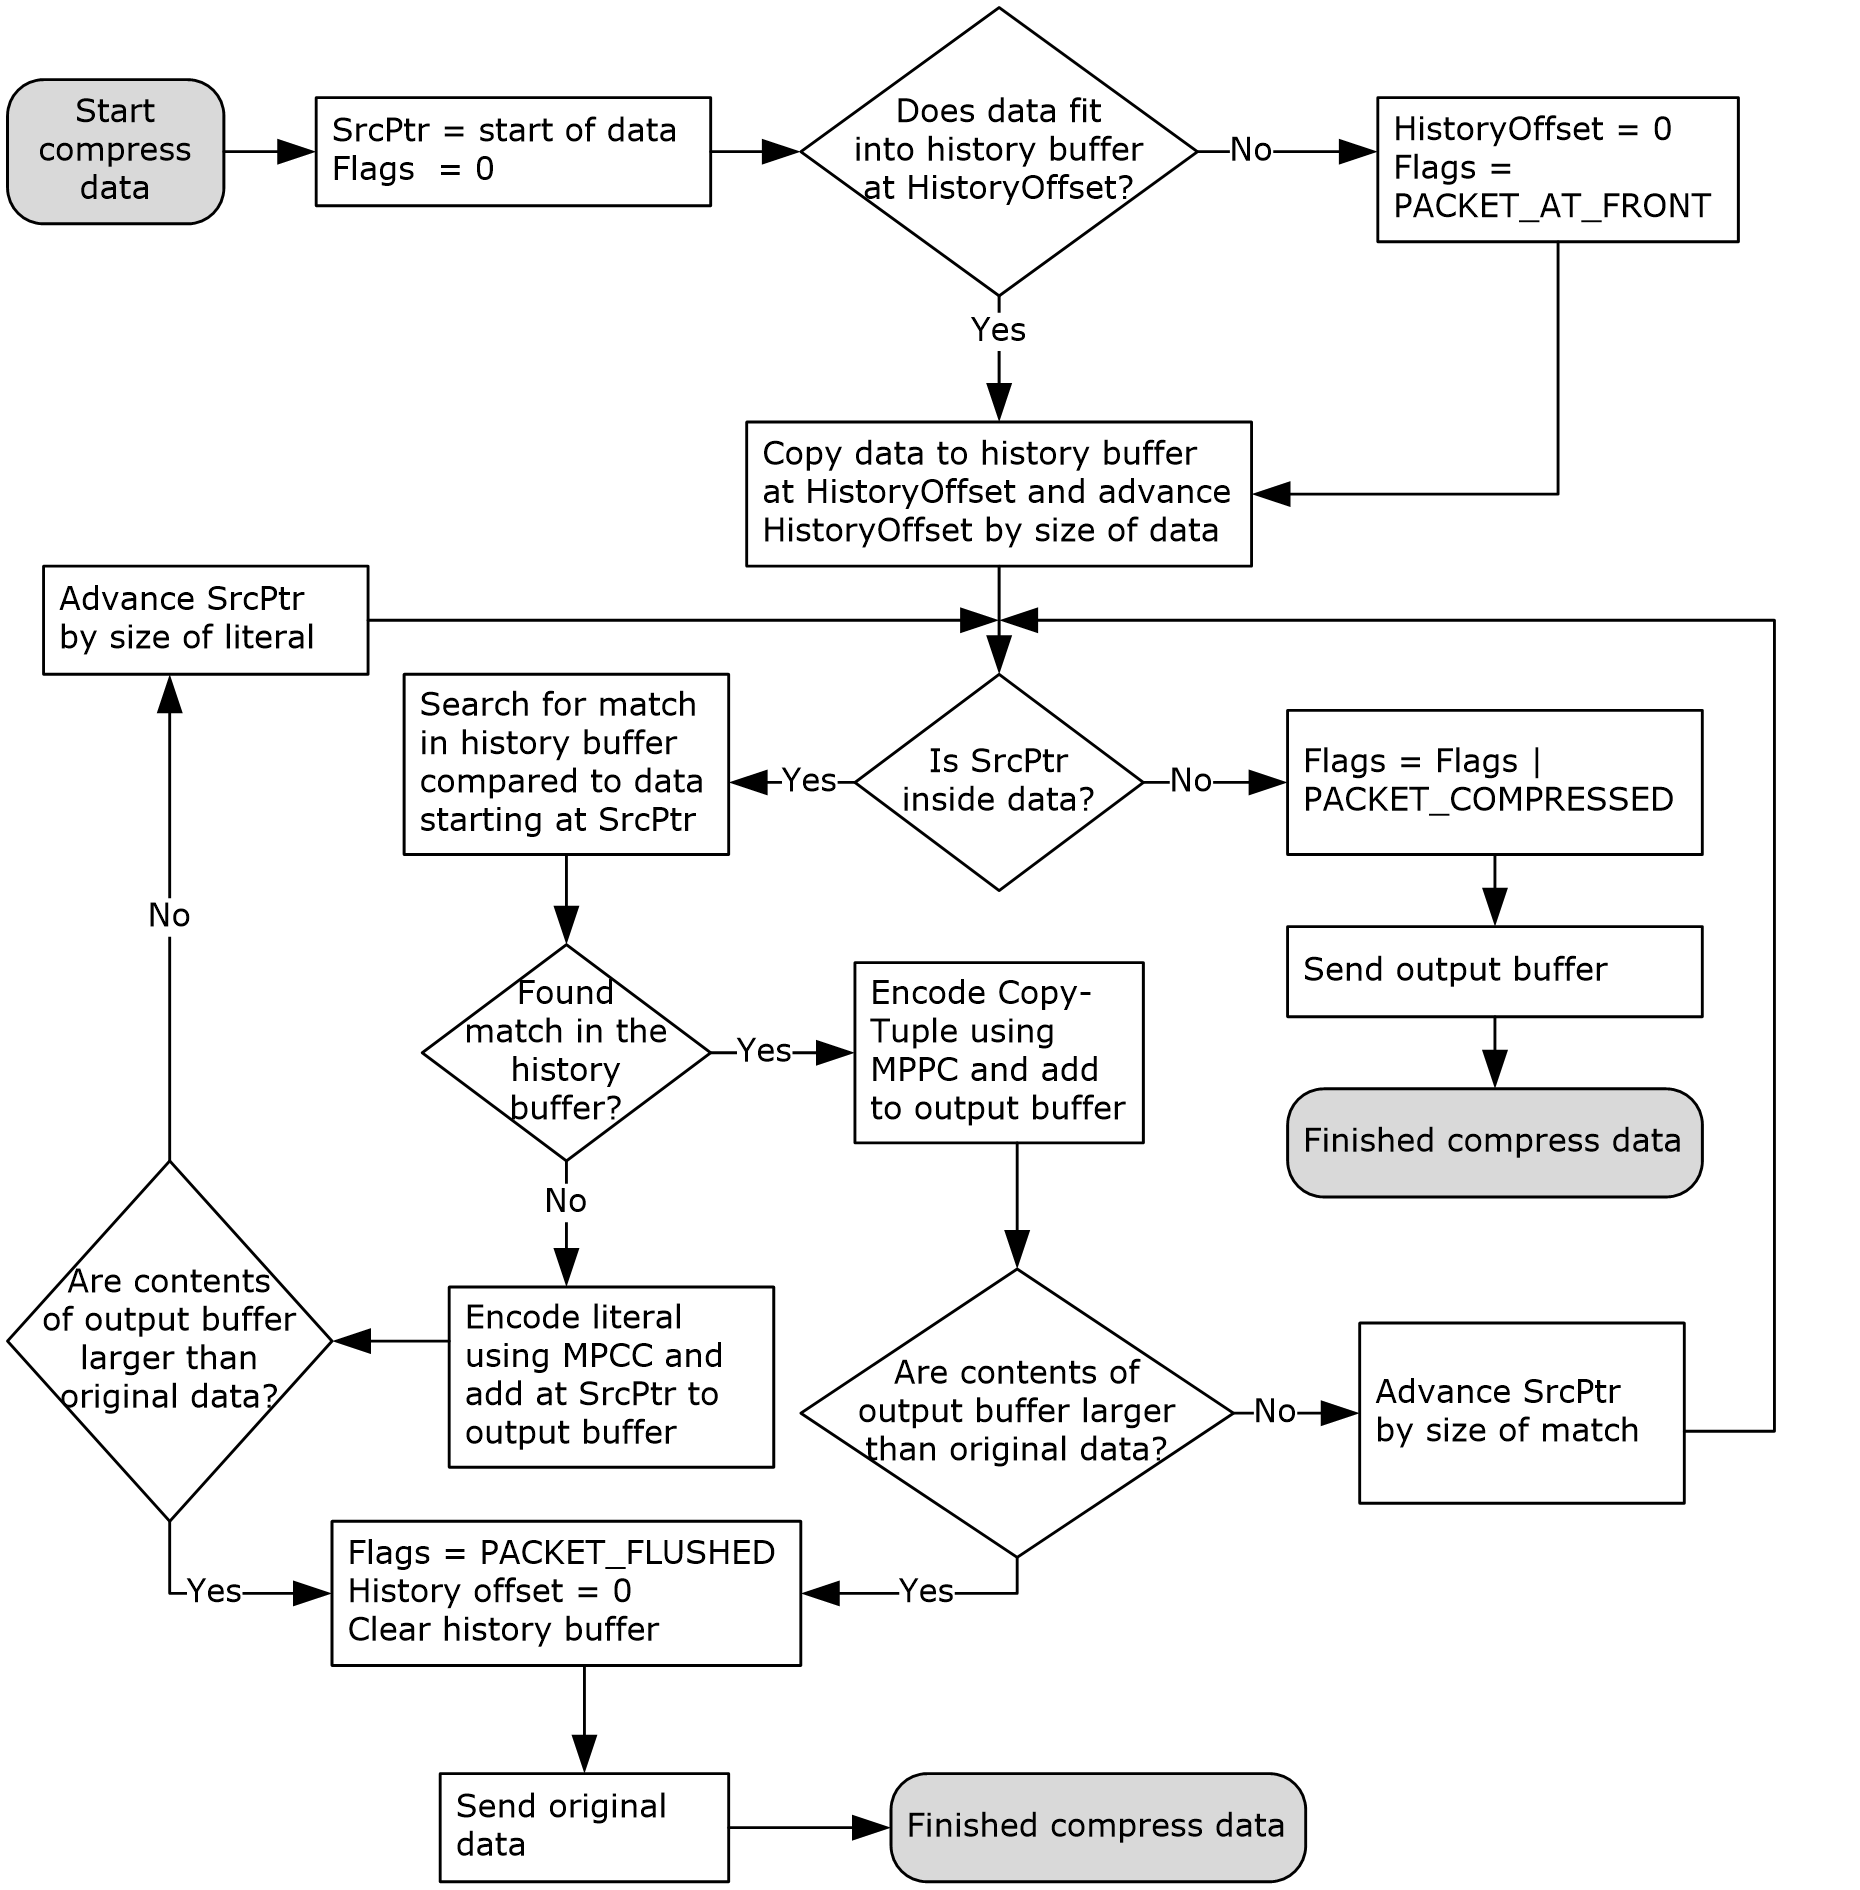 Start
compress
data
SrcPtr = start of data
Flags  = 0
Does data fit
into history buffer
at HistoryOffset?
No
HistoryOffset = 0
Flags =
PACKET_AT_FRONT
Yes
Copy data to history buffer
at HistoryOffset and advance
HistoryOffset by size of data
Advance SrcPtr
by size of literal
Search for match
in history buffer
compared to data
starting at SrcPtr
Yes
Is SrcPtr
inside data?
No
Flags = Flags |
PACKET_COMPRESSED
No
Send output buffer
Found
match in the
history
buffer?
Yes
Encode Copy-
Tuple using
MPPC and add
to output buffer
Finished compress data
No
Are contents
of output buffer
larger than
original data?
Encode literal
using MPCC and
add at SrcPtr to
output buffer
Are contents of
output buffer larger
than original data?
No
Advance SrcPtr
by size of match
Yes
Flags = PACKET_FLUSHED
History offset = 0
Clear history buffer
Yes
Send original
data
Finished compress data